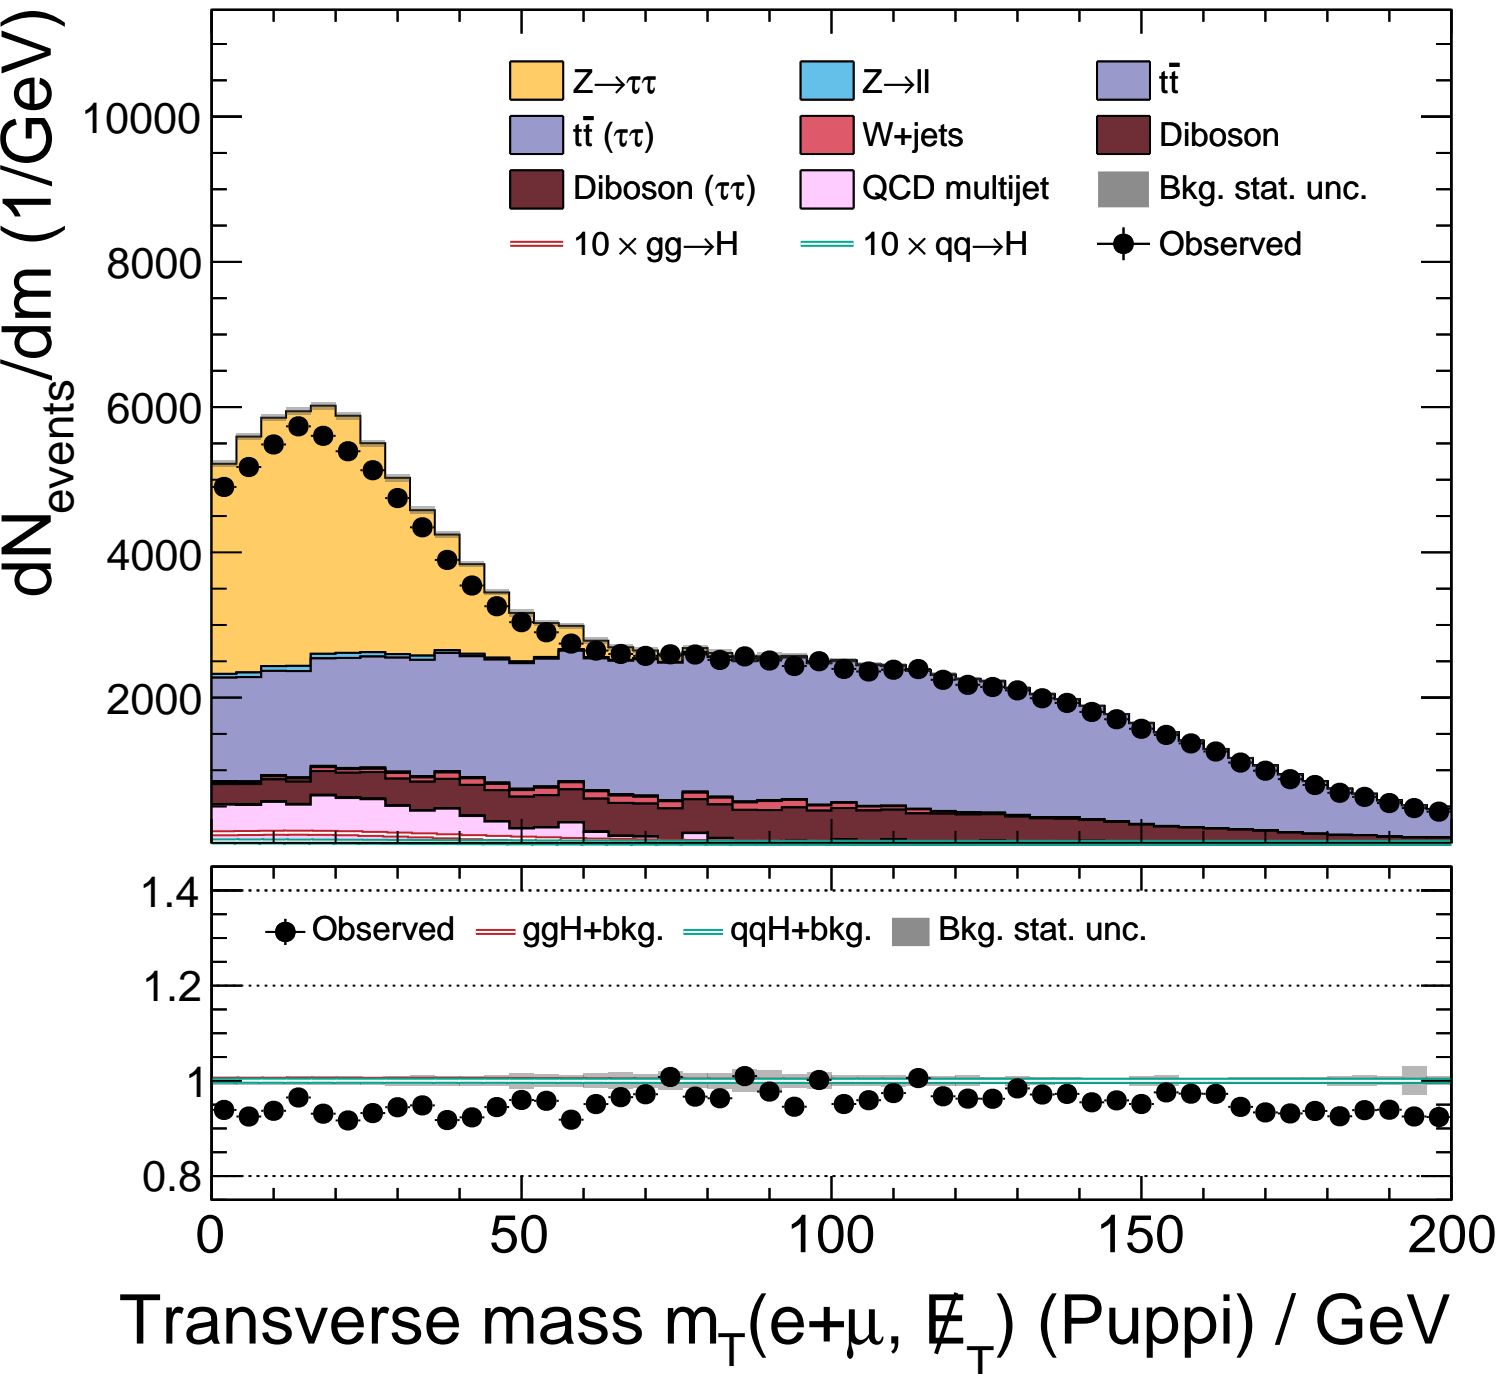 dN_events/dm (1/GeV)
10000
8000
6000
4000
2000
Z→ττ Z→ll tt̄
tt̄ (ττ) W+jets Diboson
Diboson (ττ) QCD multijet Bkg. stat. unc.
10 × gg→H 10 × qq→H Observed
1.4
1.2
1
0.8
Observed ggH+bkg. qqH+bkg. Bkg. stat. unc.
0 50 100 150 200
Transverse mass m_T(e+μ, E̸_T) (Puppi) / GeV